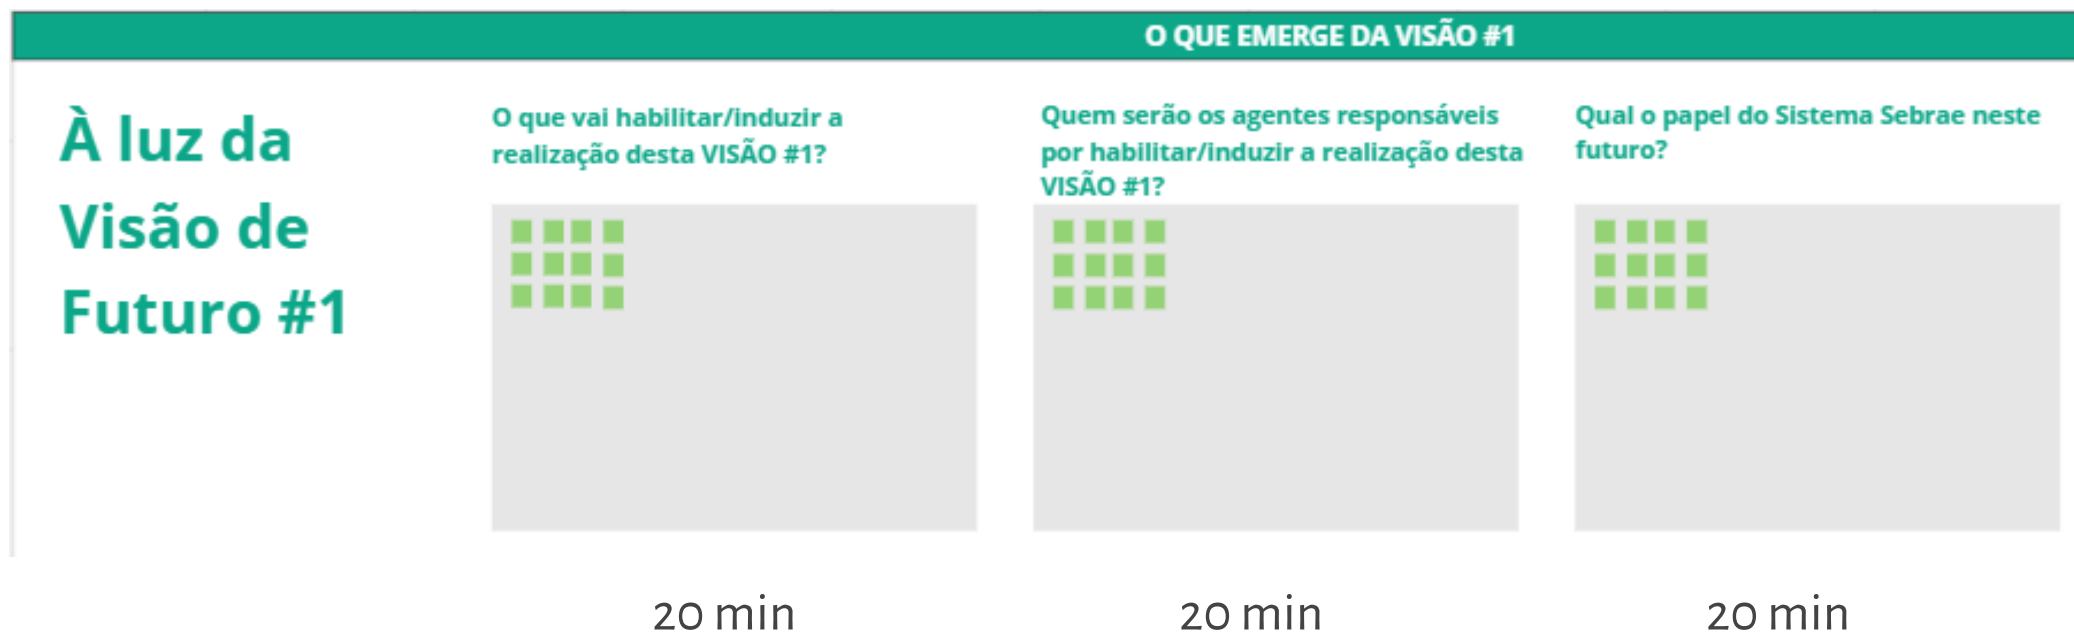 O QUE EMERGE DA VISÃO #1
À luz da
Visão de
Futuro #1
O que vai habilitar/induzir a
realização desta VISÃO #1?
Quem serão os agentes responsáveis
por habilitar/induzir a realização desta
VISÃO #1?
Qual o papel do Sistema Sebrae neste
futuro?
20 min
20 min
20 min